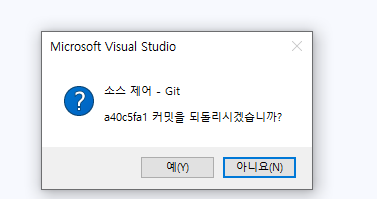 Microsoft Visual Studio
소스 제어 - Git
a40c5fa1 커밋을 되돌리시겠습니까?
예(Y)
아니요(N)